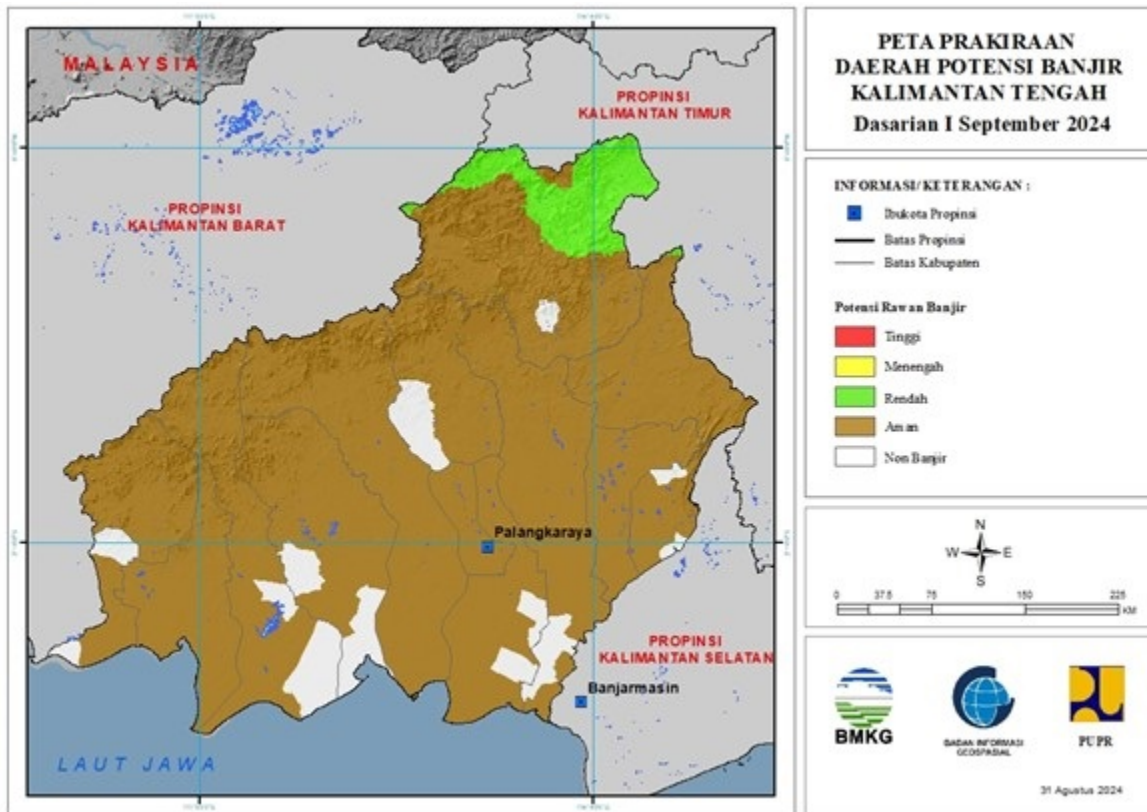 MALAYSIA
PROPINSI
KALIMANTAN TIMUR
PROPINSI
KALIMANTAN BARAT
Palangkaraya
PROPINSI
KALIMANTAN SELATAN
Banjarmasin
LAUT JAWA
PETA PRAKIRAAN
DAERAH POTENSI BANJIR
KALIMANTAN TENGAH
Dasarian I September 2024
INFORMASI/KETERANGAN :
Ibukota Propinsi
Batas Propinsi
Batas Kabupaten
Potensi Rawan Banjir
Tinggi
Menengah
Rendah
Aman
Non Banjir
N
W E
S
0 37.5 75 150 225
KM
BMKG
BADAN INFORMASI
GEOSPASIAL
PUPR
31 Agustus 2024